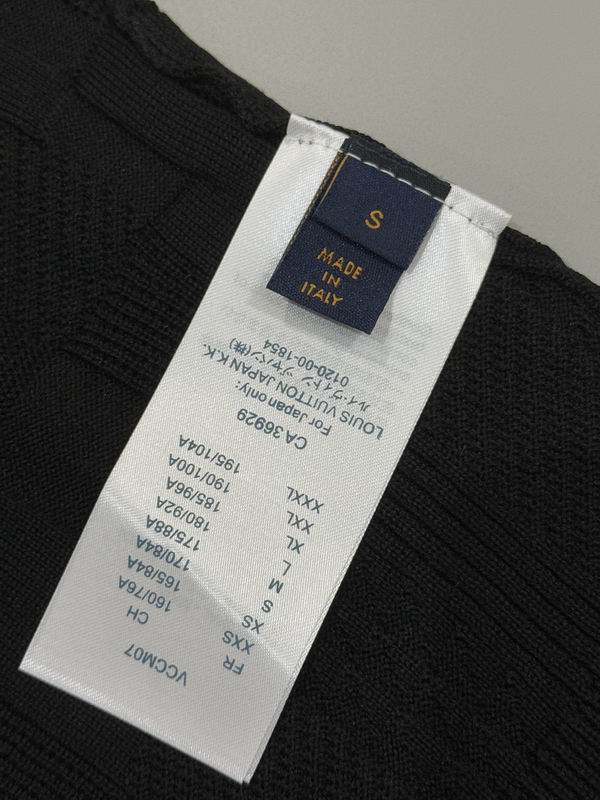 S
MADE
IN
ITALY
VCCM07
FR CH
XXS 160/76A
XS 165/84A
S 170/84A
M 175/88A
L 180/92A
XL 185/96A
XXL 190/100A
XXXL 195/104A
CA 36929
For Japan only:
LOUIS VUITTON JAPAN K.K.
ルイ・ヴィトン ジャパン(株)
0120-00-1854